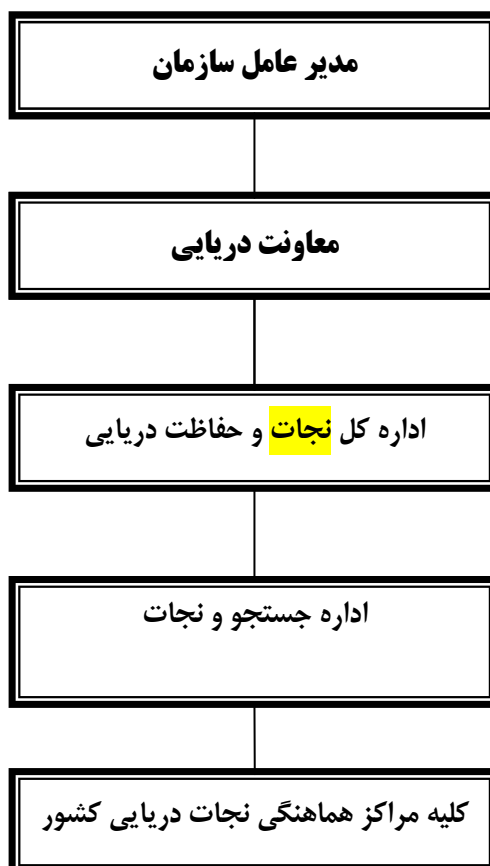 مدیر عامل سازمان
معاونت دریایی
اداره کل نجات و حفاظت دریایی
اداره جستجو و نجات
کلیه مراکز هماهنگی نجات دریایی کشور